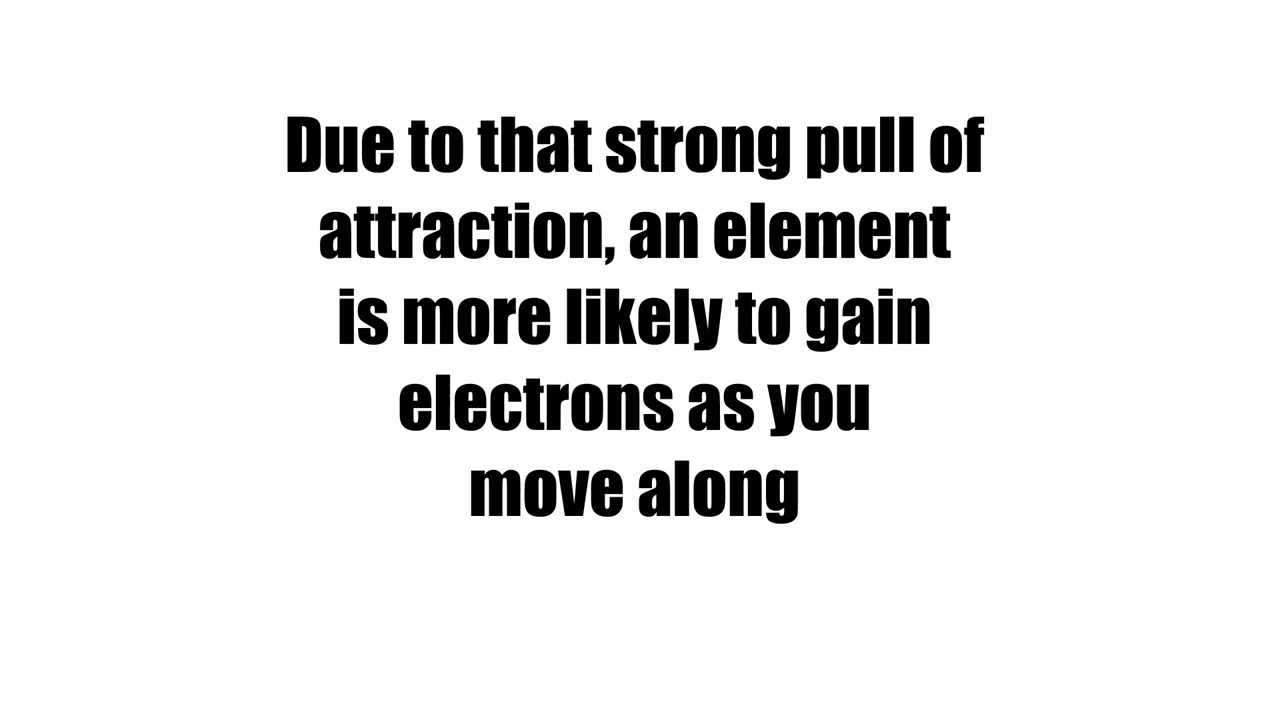 Due to that strong pull of
attraction, an element
is more likely to gain
electrons as you
move along